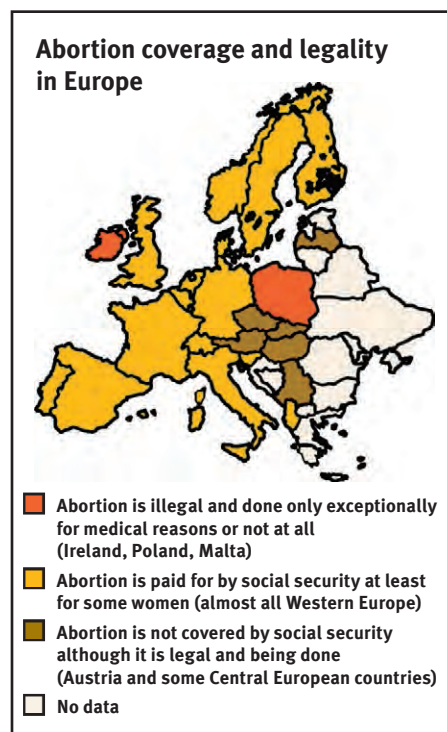 Abortion coverage and legality
in Europe
Abortion is illegal and done only exceptionally
for medical reasons or not at all
(Ireland, Poland, Malta)
Abortion is paid for by social security at least
for some women (almost all Western Europe)
Abortion is not covered by social security
although it is legal and being done
(Austria and some Central European countries)
No data